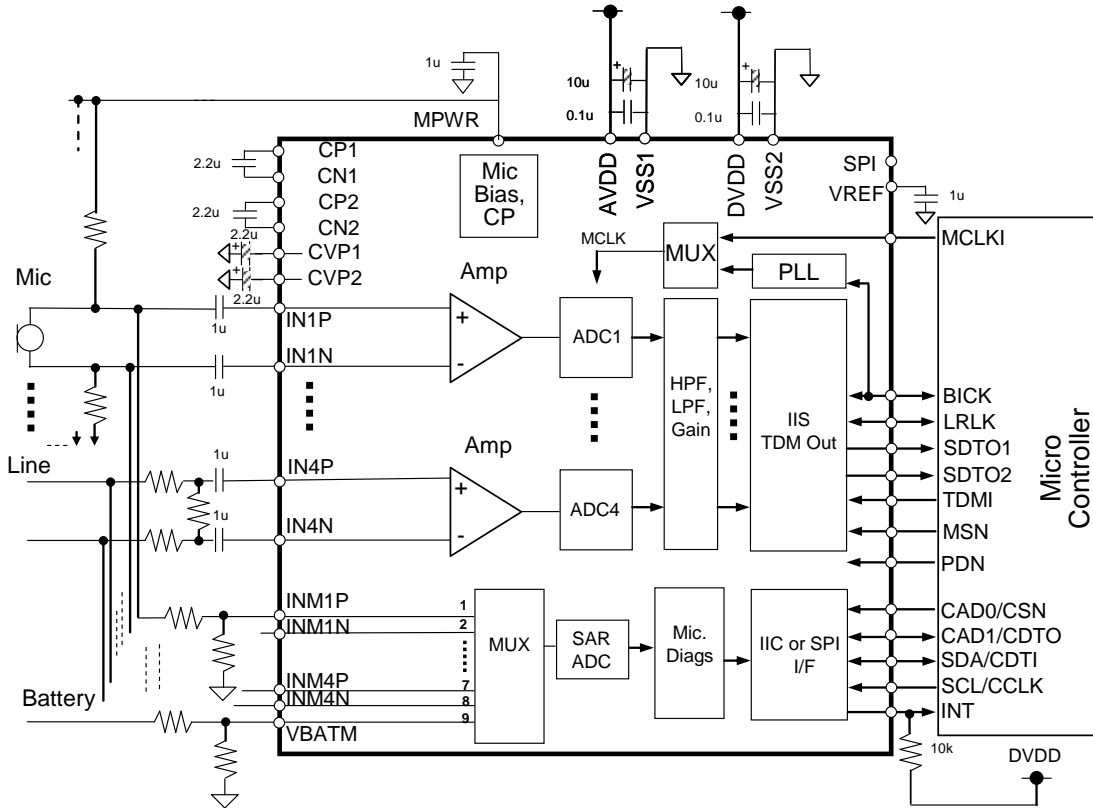 1u
MPWR
10u
0.1u
10u
0.1u
AVDD
VSS1
DVDD
VSS2
SPI
VREF
1u
2.2u
CP1
CN1
2.2u
CP2
CN2
2.2u
CVP1
CVP2
2.2u
Mic
Bias,
CP
MCLK
MUX
MCLKI
PLL
Mic
1u
IN1P
IN1N
1u
Amp
+
-
ADC1
HPF,
LPF,
Gain
IIS
TDM Out
BICK
LRLK
SDTO1
SDTO2
TDMI
MSN
PDN
Micro
Controller
Line
1u
IN4P
1u
IN4N
Amp
+
-
ADC4
INM1P
INM1N
INM4P
INM4N
VBATM
Battery
1
2
7
8
9
MUX
SAR
ADC
Mic.
Diags
IIC or SPI
I/F
CAD0/CSN
CAD1/CDTO
SDA/CDTI
SCL/CCLK
INT
10k
DVDD